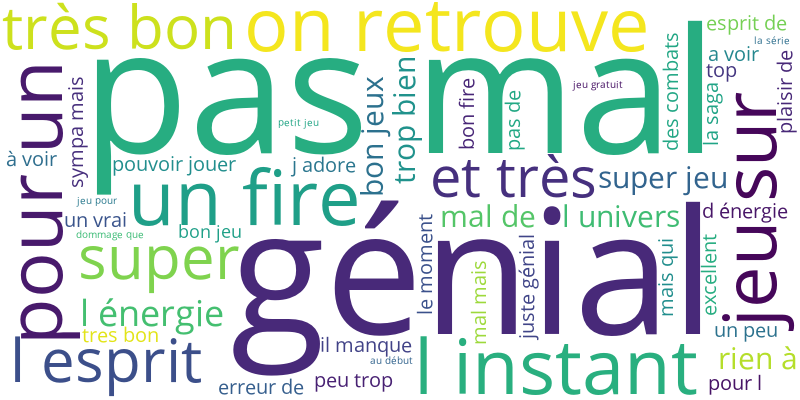 très bon
on retrouve
esprit de
la série
pas mal
des combats
la saga
a voir
top
plaisir de
pour un
sympa mais
petit jeu
bon jeux
trop bien
bon fire
pas de
jeu gratuit
à voir
pouvoir jouer
j adore
et très
super jeu
jeu sur
jeu pour
un fire
un vrai
bon jeu
dommage que
mal de
l univers
d énergie
super
génial
le moment
juste génial
mais qui
excellent
l énergie
mal mais
tres bon
il manque
un peu
l esprit
au début
l instant
rien à
erreur de
peu trop
pour l